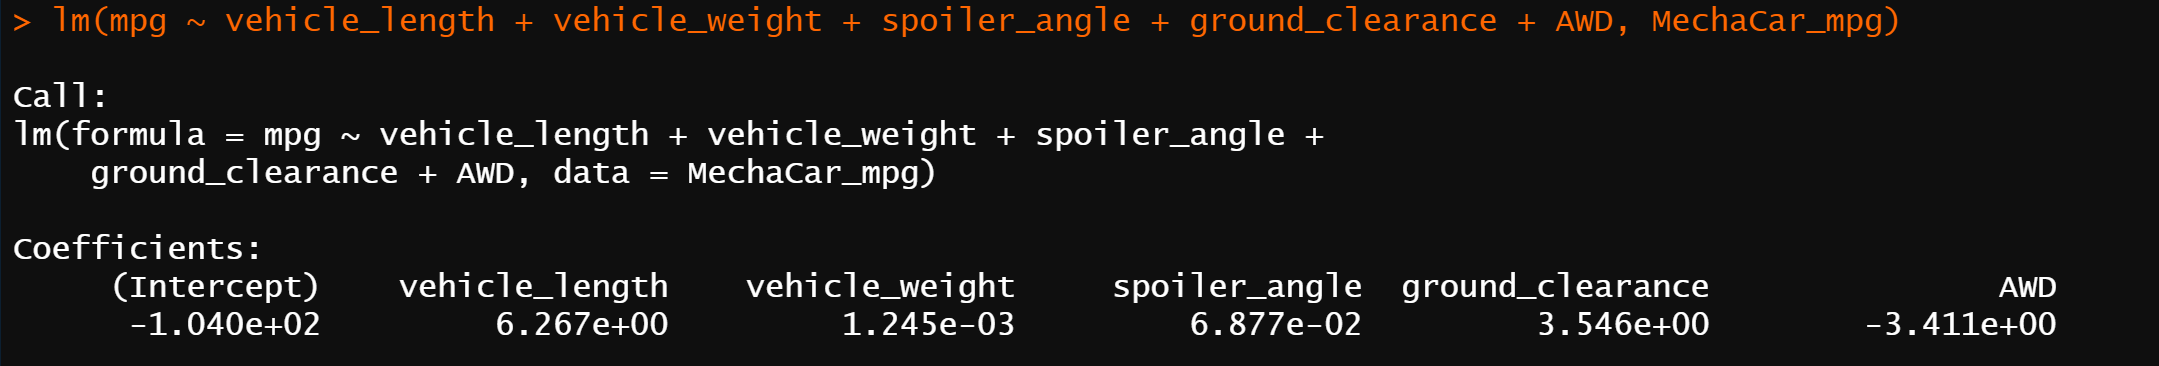 > lm(mpg ~ vehicle_length + vehicle_weight + spoiler_angle + ground_clearance + AWD, MechaCar_mpg)
Call:
lm(formula = mpg ~ vehicle_length + vehicle_weight + spoiler_angle +
    ground_clearance + AWD, data = MechaCar_mpg)
Coefficients:
     (Intercept)    vehicle_length    vehicle_weight     spoiler_angle  ground_clearance               AWD
      -1.040e+02         6.267e+00         1.245e-03         6.877e-02         3.546e+00        -3.411e+00